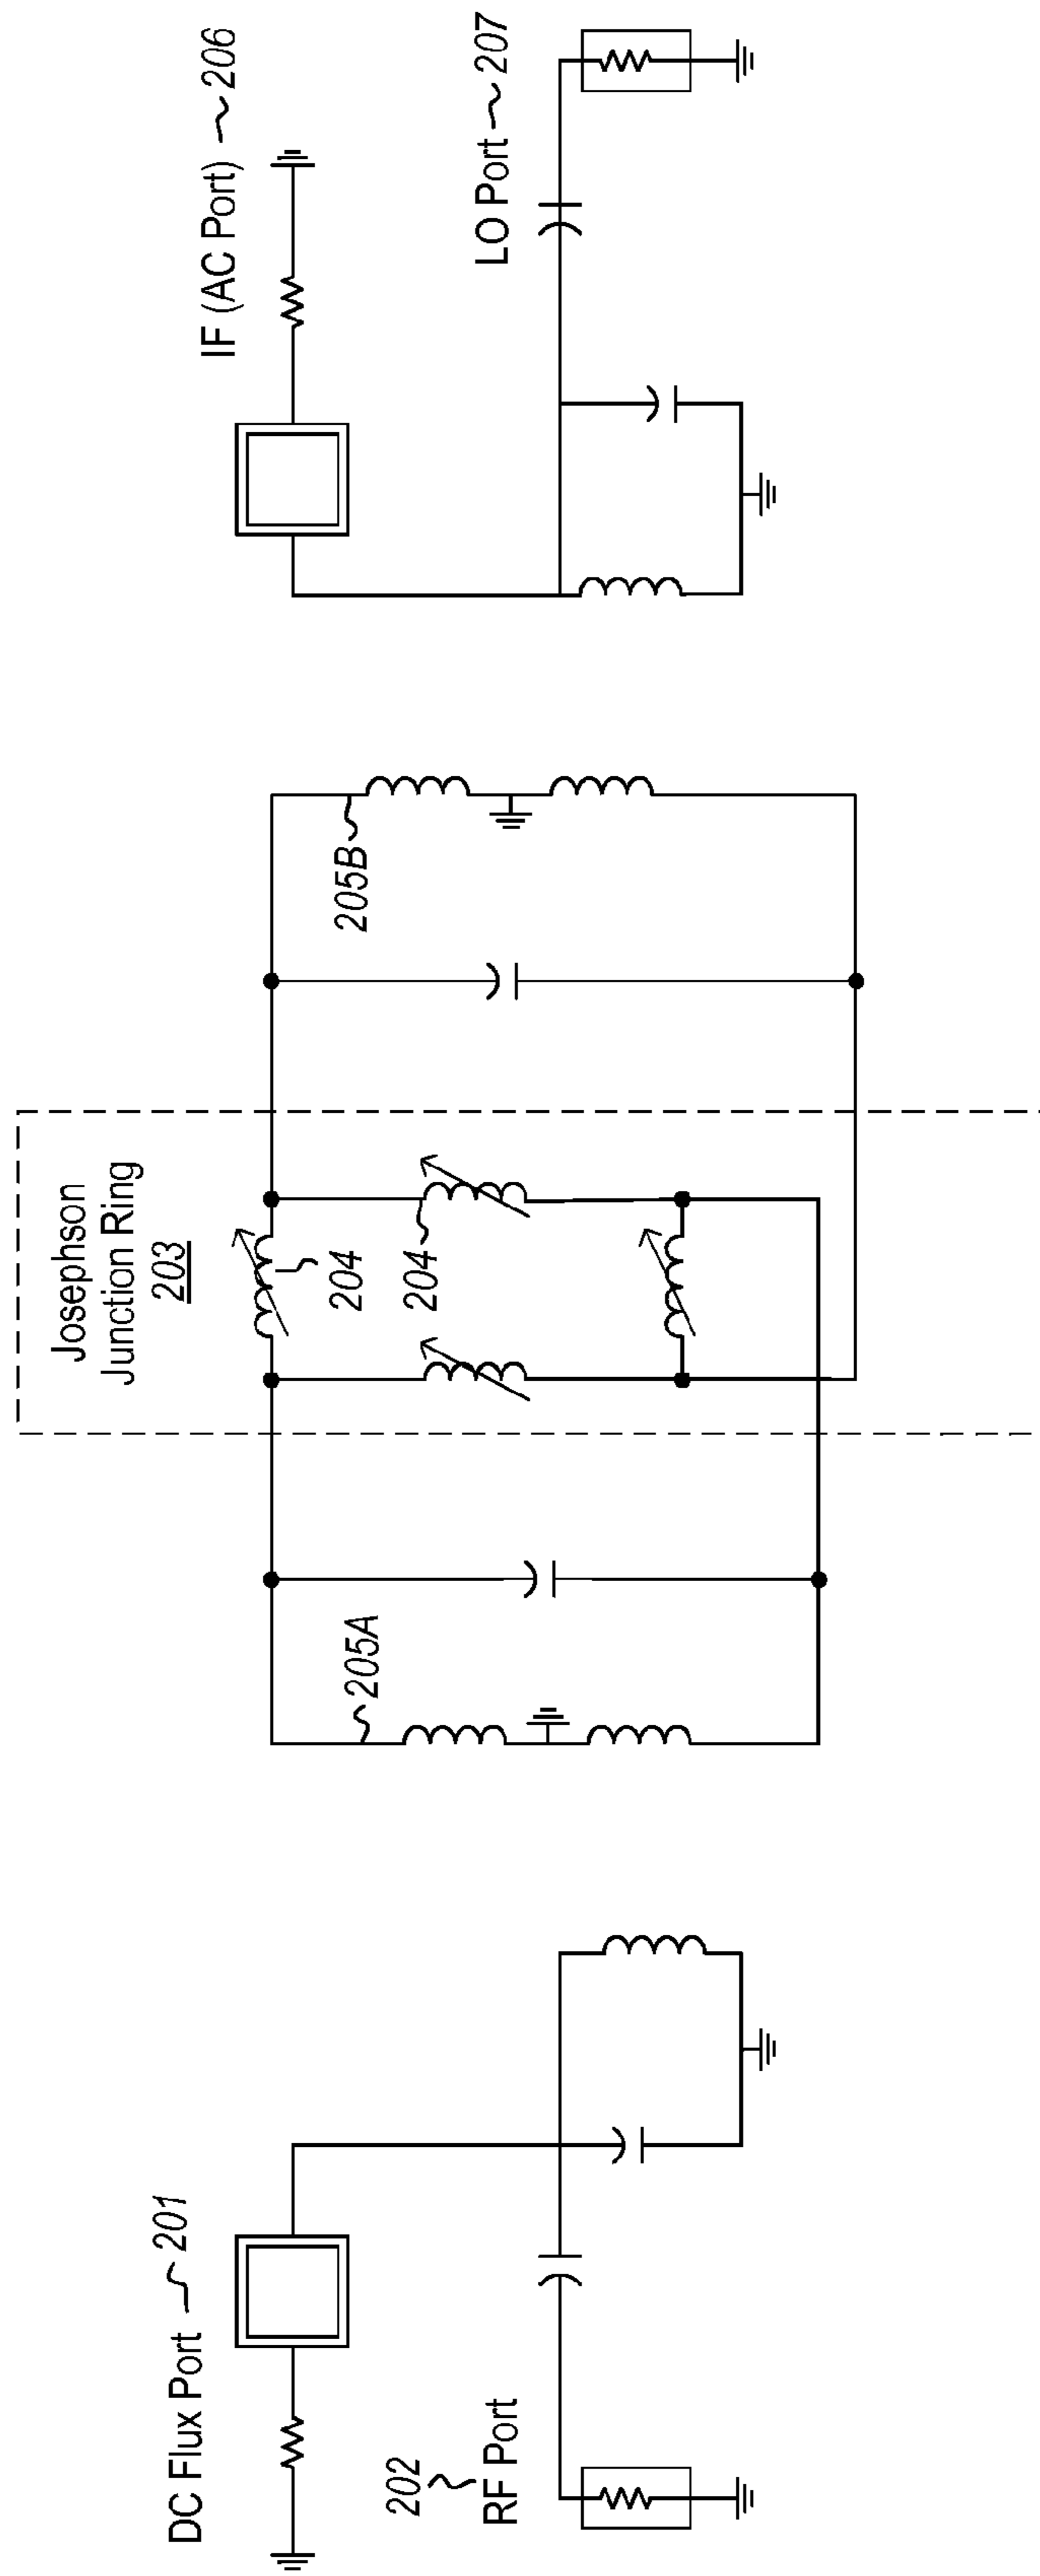 DC Flux Port 201
202
RF Port
205A
Josephson
Junction Ring
203
204
204
205B
IF (AC Port) 206
LO Port 207